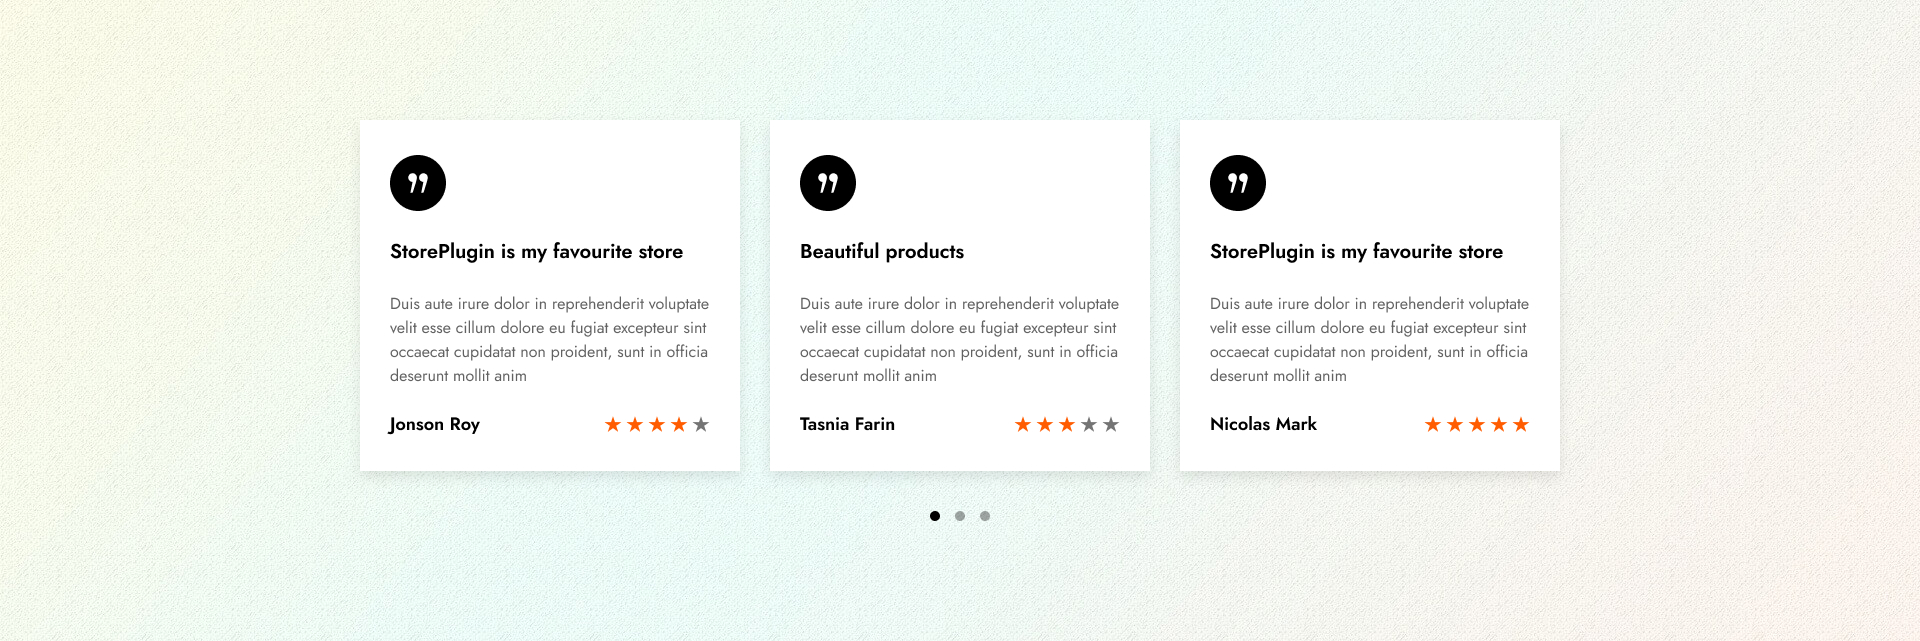 StorePlugin is my favourite store
Duis aute irure dolor in reprehenderit voluptate
velit esse cillum dolore eu fugiat excepteur sint
occaecat cupidatat non proident, sunt in officia
deserunt mollit anim
Jonson Roy
Beautiful products
Duis aute irure dolor in reprehenderit voluptate
velit esse cillum dolore eu fugiat excepteur sint
occaecat cupidatat non proident, sunt in officia
deserunt mollit anim
Tasnia Farin
StorePlugin is my favourite store
Duis aute irure dolor in reprehenderit voluptate
velit esse cillum dolore eu fugiat excepteur sint
occaecat cupidatat non proident, sunt in officia
deserunt mollit anim
Nicolas Mark